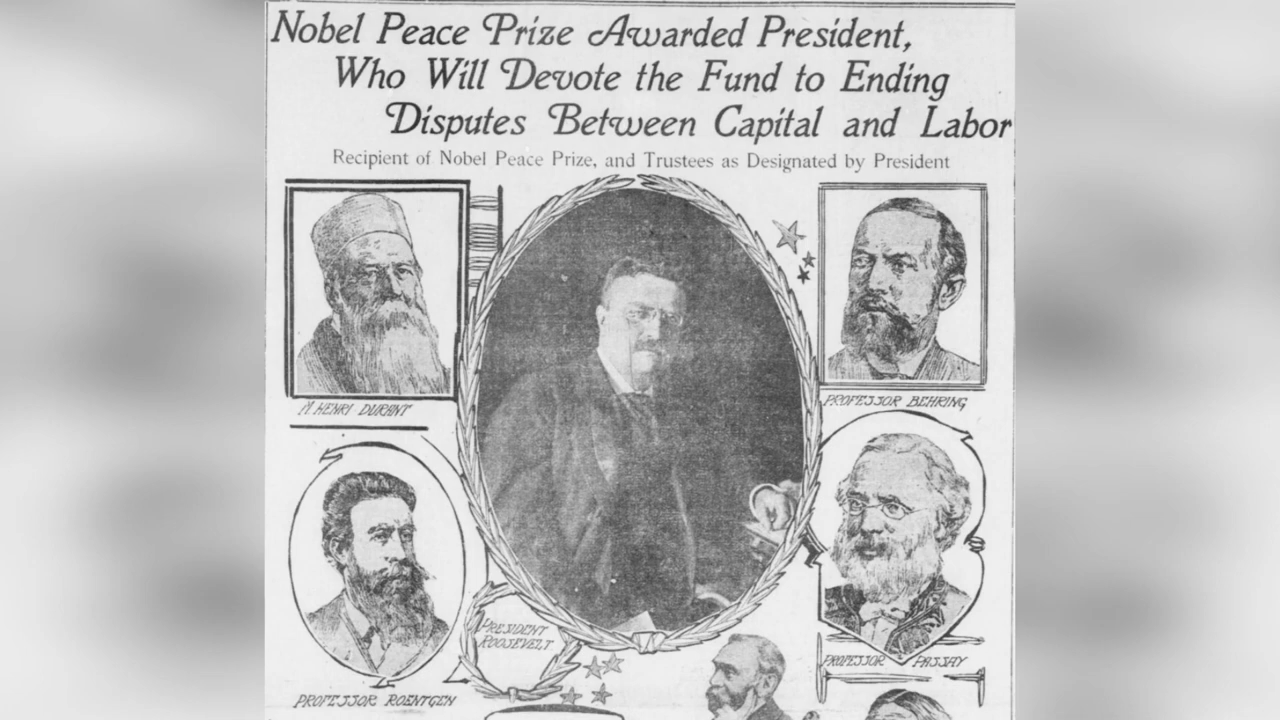 Nobel Peace Prize Awarded President,
Who Will Devote the Fund to Ending
Disputes Between Capital and Labor
Recipient of Nobel Peace Prize, and Trustees as Designated by President
M. HENRI DURANT
PROFESSOR BEHRING
PRESIDENT
ROOSEVELT
PROFESSOR PASSAY
PROFESSOR ROENTGEN